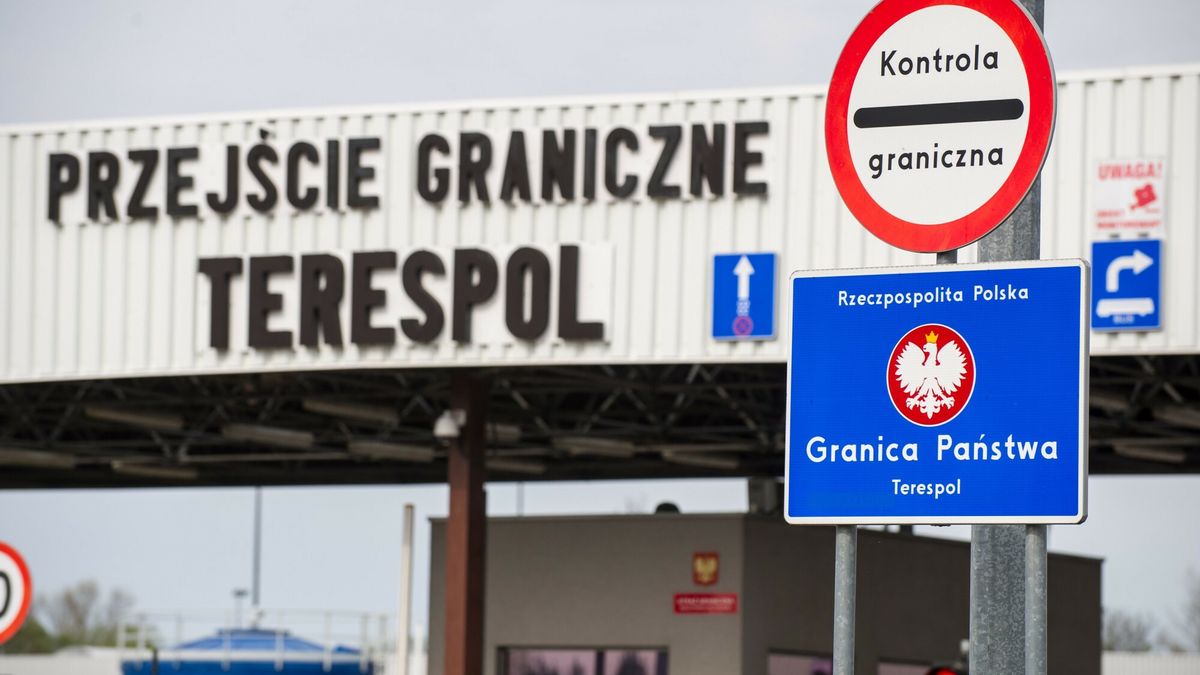 PRZEJŚCIE GRANICZNE
TERESPOL
Kontrola
graniczna
UWAGA!
Rzeczpospolita Polska
Granica Państwa
Terespol